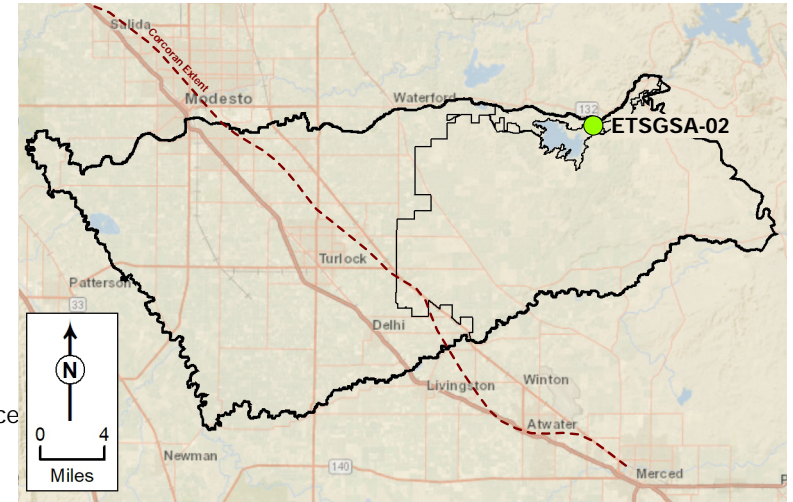 Salida
Corcoran Extent
Modesto
Waterford
132
ETSGSA-02
Turlock
Patterson
33
Delhi
N
0 4
Miles
ce
Livingston
Winton
Atwater
Newman
140
Merced
P